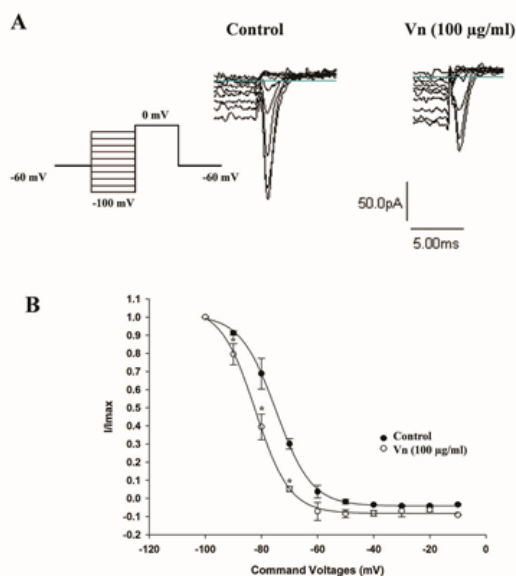 A
Control
Vn (100 µg/ml)
0 mV
-60 mV
-60 mV
-100 mV
50.0pA
5.00ms
B
1.1
1.0
0.9
0.8
0.7
0.6
0.5
0.4
0.3
0.2
0.1
0.0
-0.1
-0.2
I/Imax
*
*
*
Control
Vn (100 µg/ml)
-120 -100 -80 -60 -40 -20 0
Command Voltages (mV)